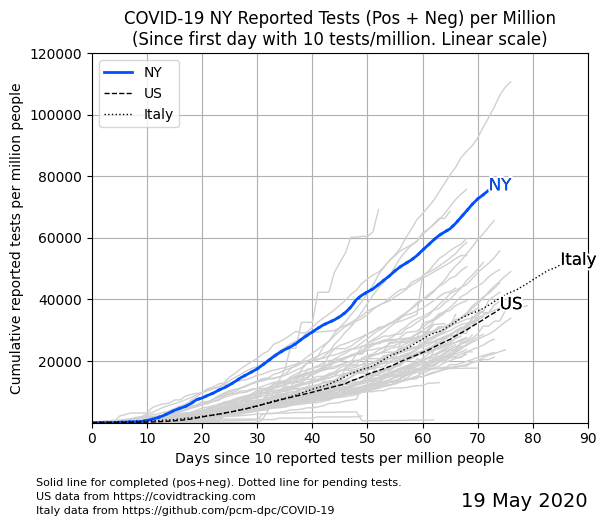 COVID-19 NY Reported Tests (Pos + Neg) per Million
(Since first day with 10 tests/million. Linear scale)
120000
100000
80000
60000
40000
20000
Cumulative reported tests per million people
NY
US
Italy
NY
Italy
US
0 10 20 30 40 50 60 70 80 90
Days since 10 reported tests per million people
Solid line for completed (pos+neg). Dotted line for pending tests.
US data from https://covidtracking.com
Italy data from https://github.com/pcm-dpc/COVID-19
19 May 2020